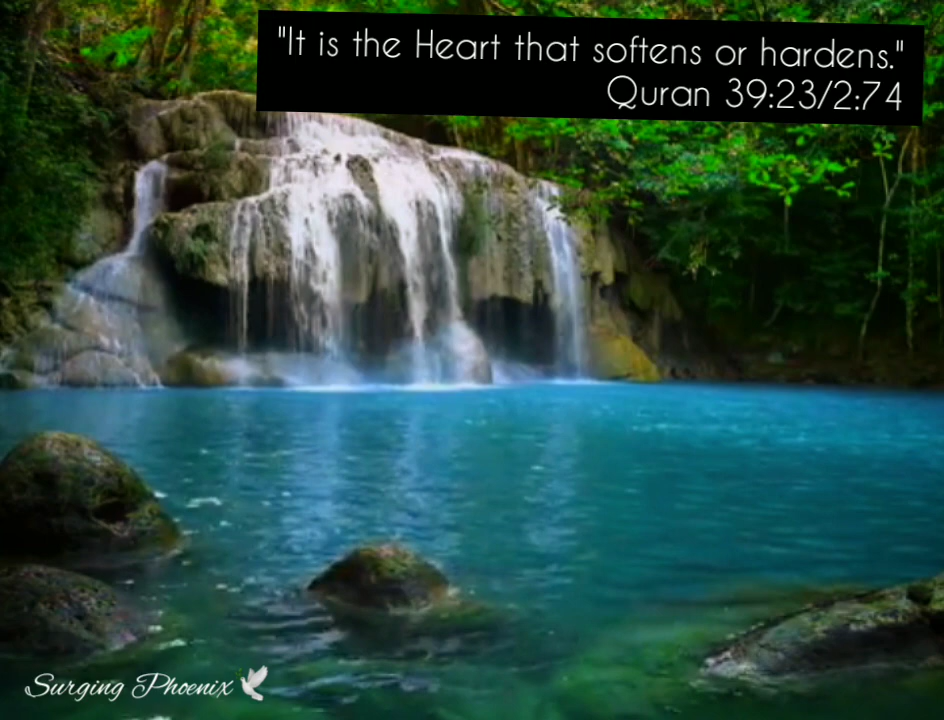 "It is the Heart that softens or hardens."
Quran 39:23/2:74
Surging Phoenix